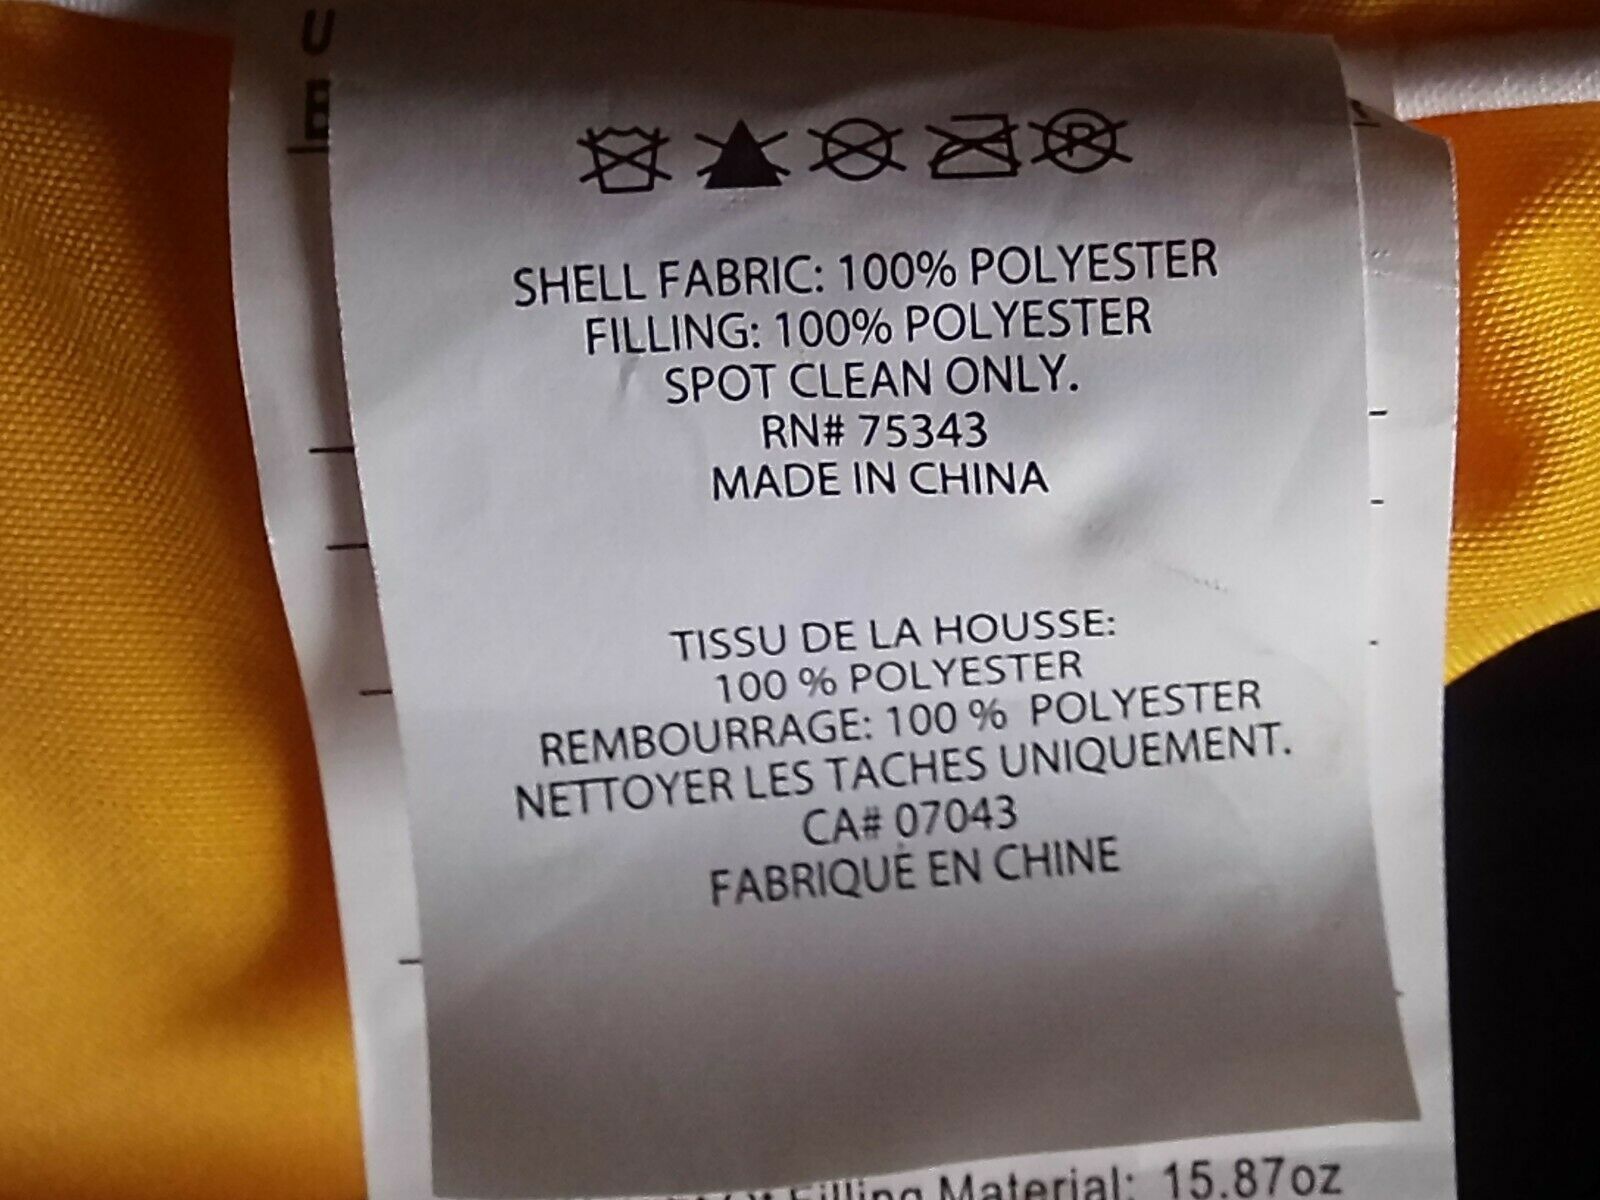 U
SHELL FABRIC: 100% POLYESTER
FILLING: 100% POLYESTER
SPOT CLEAN ONLY.
RN# 75343
MADE IN CHINA
TISSU DE LA HOUSSE:
100 % POLYESTER
REMBOURRAGE: 100 % POLYESTER
NETTOYER LES TACHES UNIQUEMENT.
CA# 07043
FABRIQUÉ EN CHINE
Filling Material: 15.87oz